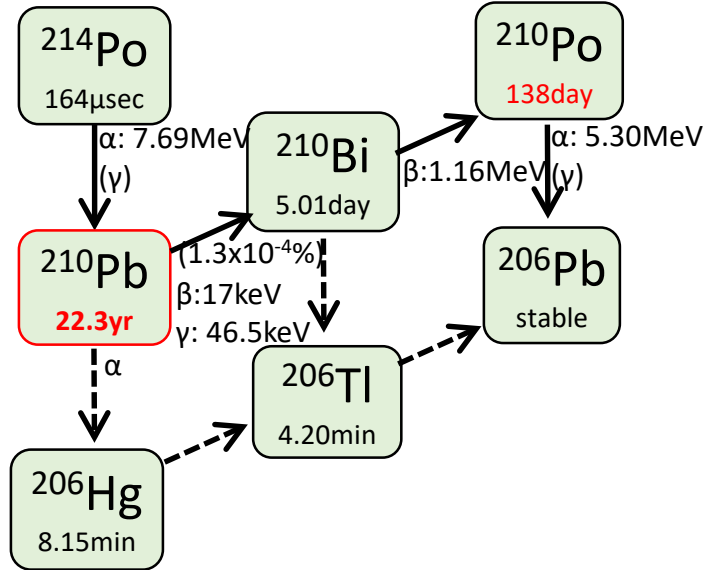 ²¹⁴Po
164µsec
α: 7.69MeV
(γ)
²¹⁰Pb
22.3yr
α
²⁰⁶Hg
8.15min
²¹⁰Bi
5.01day
(1.3x10⁻⁴%)
β:17keV
γ: 46.5keV
²⁰⁶Tl
4.20min
²¹⁰Po
138day
β:1.16MeV
α: 5.30MeV
(γ)
²⁰⁶Pb
stable